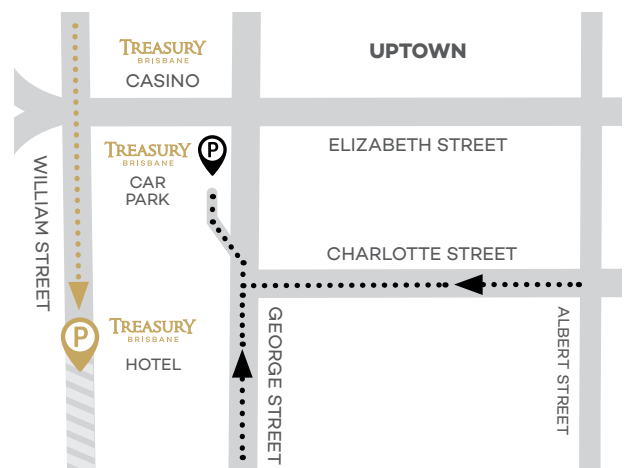 TREASURY
BRISBANE
CASINO
UPTOWN
ELIZABETH STREET
TREASURY
BRISBANE
CAR
PARK
P
WILLIAM STREET
CHARLOTTE STREET
P
TREASURY
BRISBANE
HOTEL
GEORGE STREET
ALBERT STREET